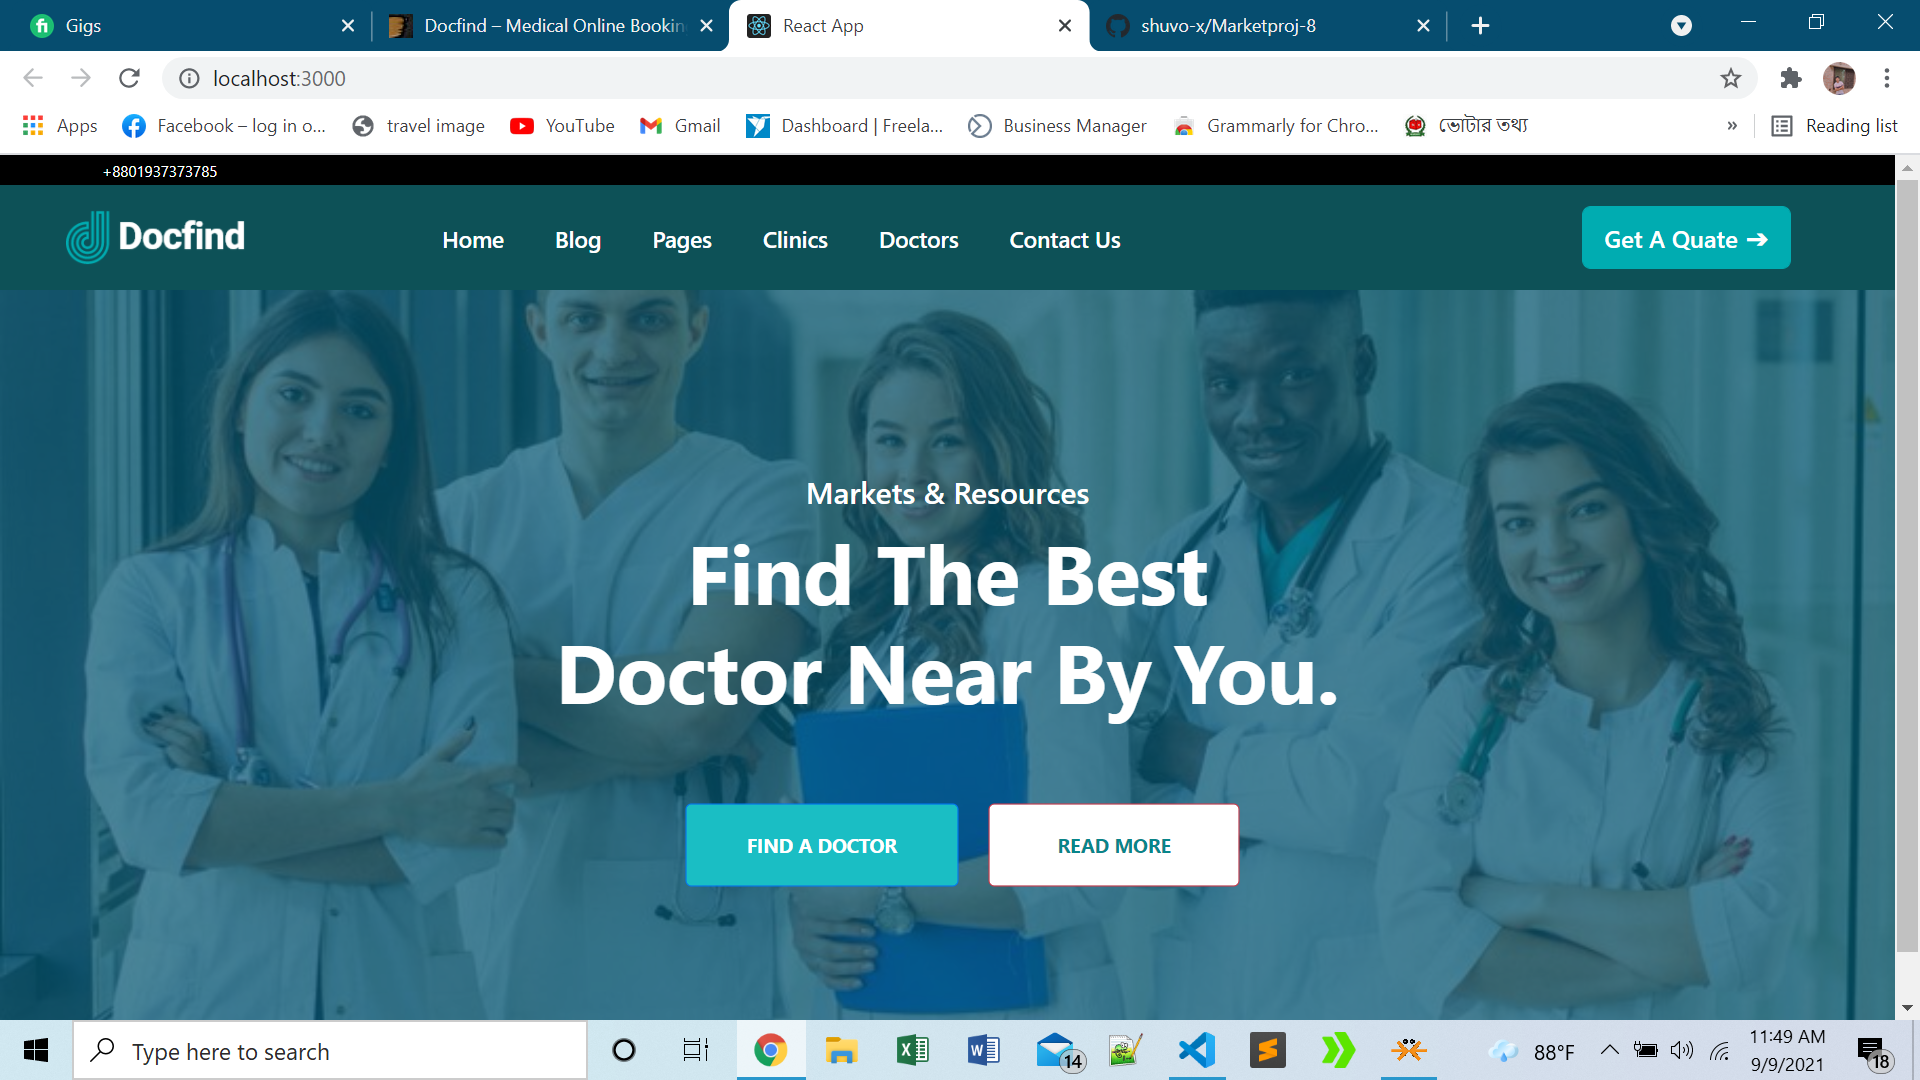 Gigs
Docfind – Medical Online Bookin
React App
shuvo-x/Marketproj-8
localhost:3000
Apps
Facebook – log in o...
travel image
YouTube
Gmail
Dashboard | Freela...
Business Manager
Grammarly for Chro...
ভোটার তথ্য
»
Reading list
+8801937373785
Docfind
Home
Blog
Pages
Clinics
Doctors
Contact Us
Get A Quate ➔
Markets & Resources
Find The Best
Doctor Near By You.
FIND A DOCTOR
READ MORE
Type here to search
14
88°F
11:49 AM
9/9/2021
18